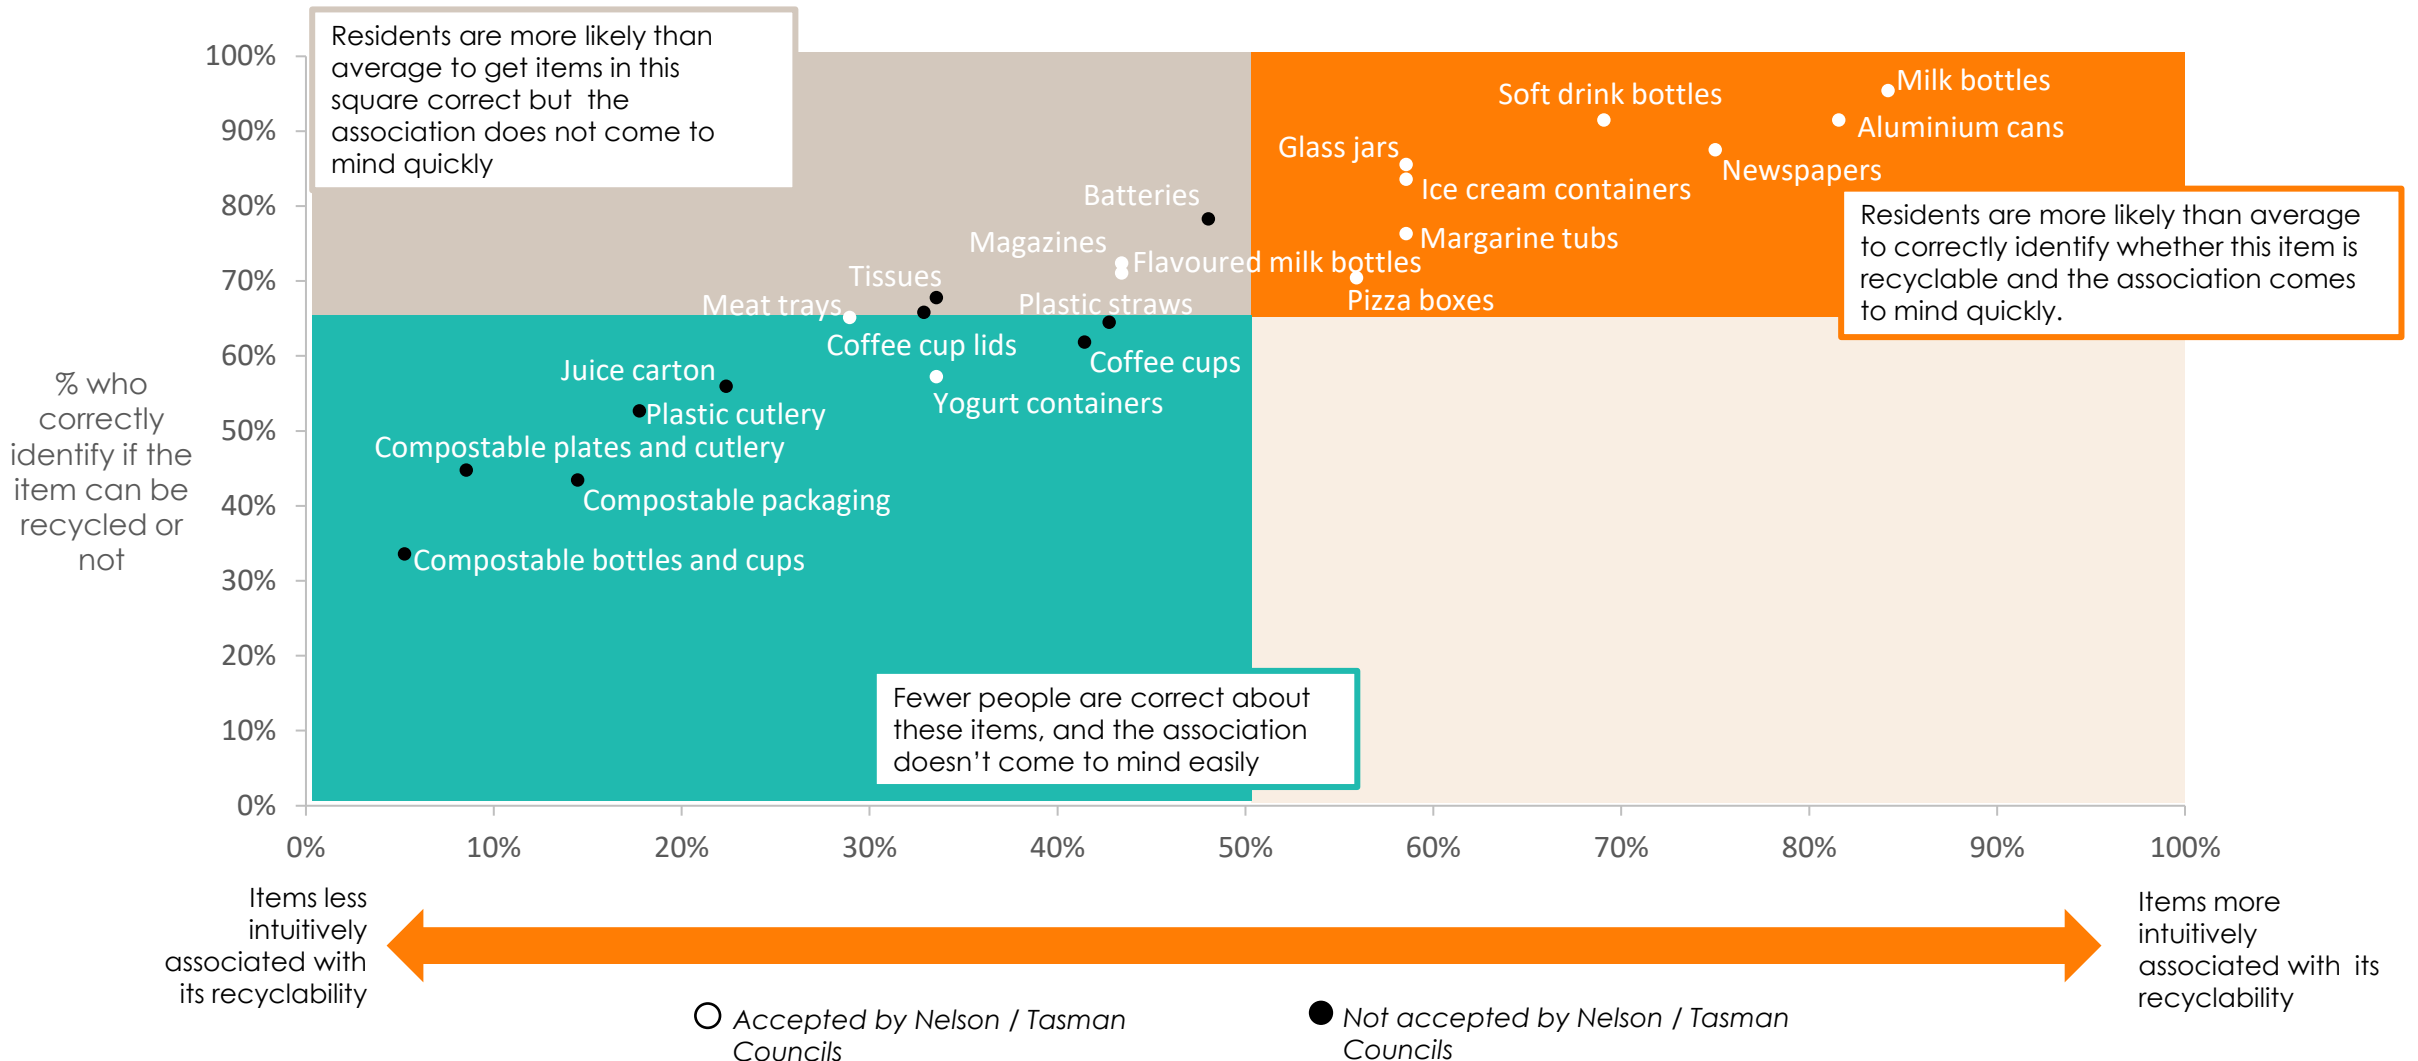 Residents are more likely than
average to get items in this
square correct but the
association does not come to
mind quickly
100%
90%
80%
70%
60%
50%
40%
30%
20%
10%
0%
% who
correctly
identify if the
item can be
recycled or
not
Milk bottles
Soft drink bottles
Aluminium cans
Glass jars
Newspapers
Ice cream containers
Batteries
Margarine tubs
Magazines
Flavoured milk bottles
Tissues
Pizza boxes
Meat trays
Plastic straws
Coffee cup lids
Coffee cups
Juice carton
Yogurt containers
Plastic cutlery
Compostable plates and cutlery
Compostable packaging
Compostable bottles and cups
Residents are more likely than average
to correctly identify whether this item is
recyclable and the association comes
to mind quickly.
Fewer people are correct about
these items, and the association
doesn’t come to mind easily
0%
10%
20%
30%
40%
50%
60%
70%
80%
90%
100%
Items less
intuitively
associated with
its recyclability
Items more
intuitively
associated with its
recyclability
Accepted by Nelson / Tasman
Councils
Not accepted by Nelson / Tasman
Councils